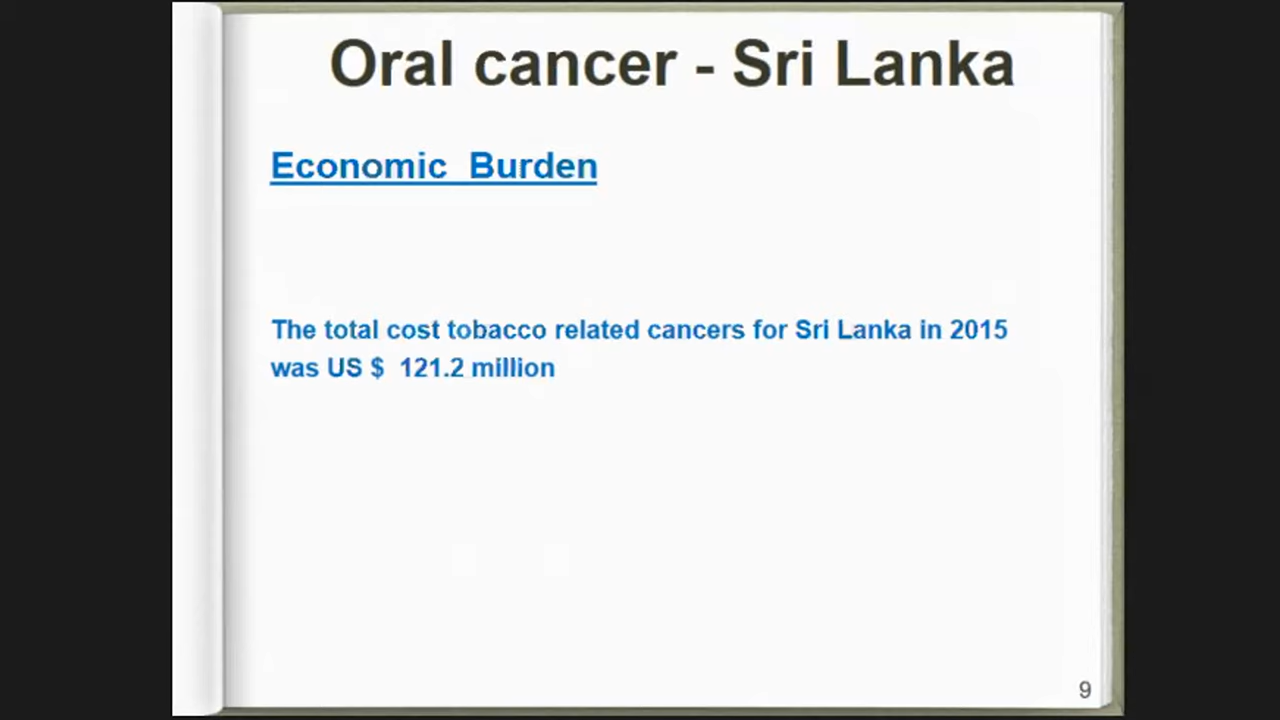 Oral cancer - Sri Lanka
Economic Burden
The total cost tobacco related cancers for Sri Lanka in 2015
was US $ 121.2 million
9